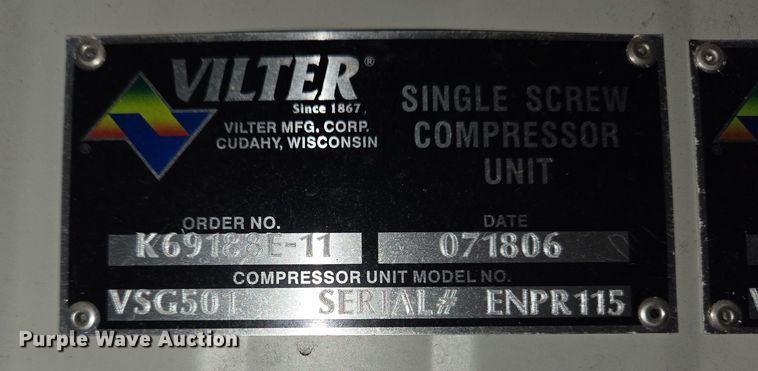 VILTER®
Since 1867
VILTER MFG. CORP.
CUDAHY, WISCONSIN
SINGLE SCREW
COMPRESSOR
UNIT
ORDER NO.
K69188E-11
DATE
071806
COMPRESSOR UNIT MODEL NO.
VSG501 SERIAL# ENPR115
Purple Wave Auction